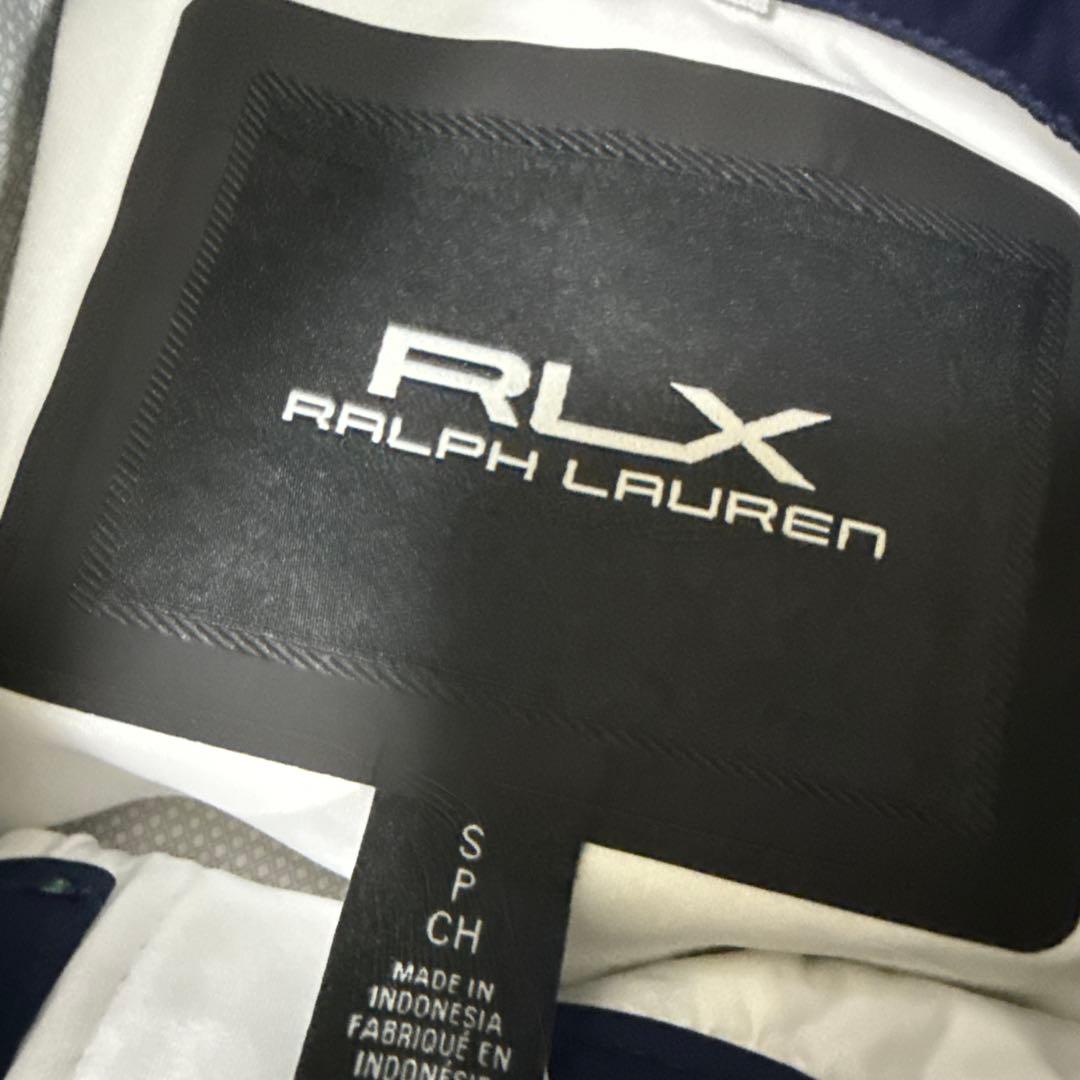 RLX
RALPH LAUREN
S
P
CH
MADE IN
INDONESIA
FABRIQUÉ EN